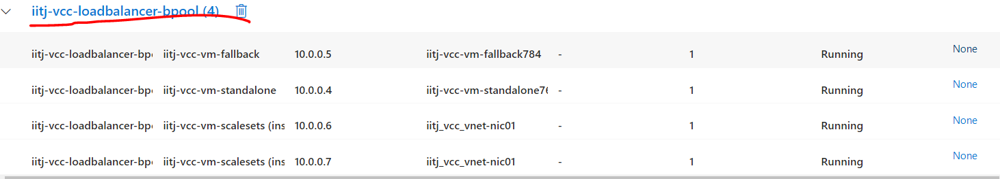 iitj-vcc-loadbalancer-bpool (4)
iitj-vcc-loadbalancer-bp iitj-vcc-vm-fallback 10.0.0.5 iitj-vcc-vm-fallback784 - 1 Running None
iitj-vcc-loadbalancer-bp iitj-vcc-vm-standalone 10.0.0.4 iitj-vcc-vm-standalone76 - 1 Running None
iitj-vcc-loadbalancer-bp iitj-vcc-vm-scalesets (ins 10.0.0.6 iitj_vcc_vnet-nic01 - 1 Running None
iitj-vcc-loadbalancer-bp iitj-vcc-vm-scalesets (ins 10.0.0.7 iitj_vcc_vnet-nic01 - 1 Running None